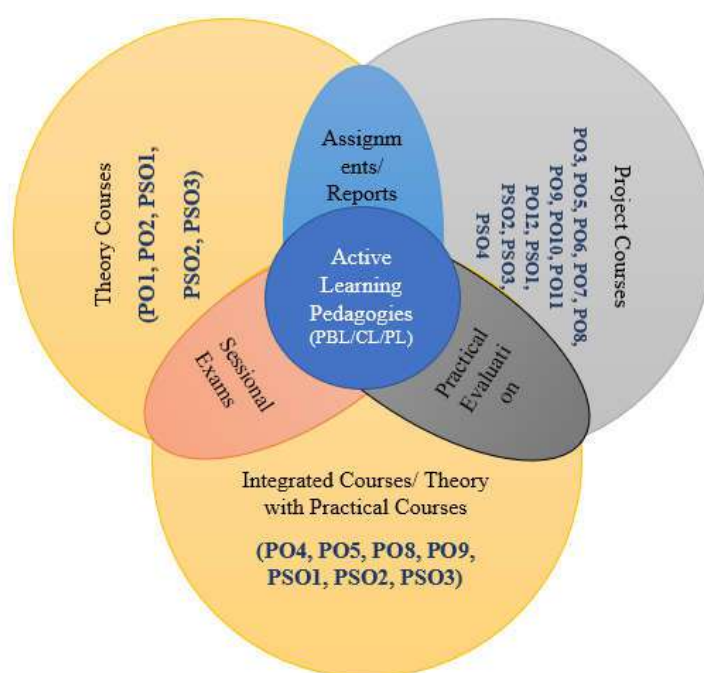 Assignm
ents/
Reports
Theory Courses
(PO1, PO2, PSO1,
PSO2, PSO3)
Project Courses
PO3, PO5, PO6, PO7, PO8,
PO9, PO10, PO11
PO12, PSO1,
PSO2, PSO3,
PSO4
Active
Learning
Pedagogies
(PBL/CL/PL)
Sessional
Exams
Practical
Evaluati
on
Integrated Courses/ Theory
with Practical Courses
(PO4, PO5, PO8, PO9,
PSO1, PSO2, PSO3)